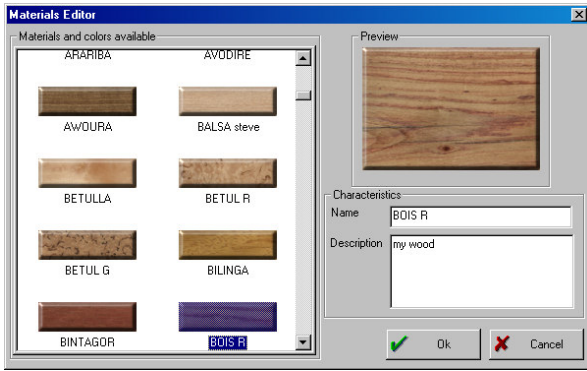 Materials Editor
Materials and colors available
ARARIBA
AVODIRE
AWOURA
BALSA steve
BETULLA
BETUL R
BETUL G
BILINGA
BINTAGOR
BOIS R
Preview
Characteristics
Name
BOIS R
Description
my wood
Ok
Cancel